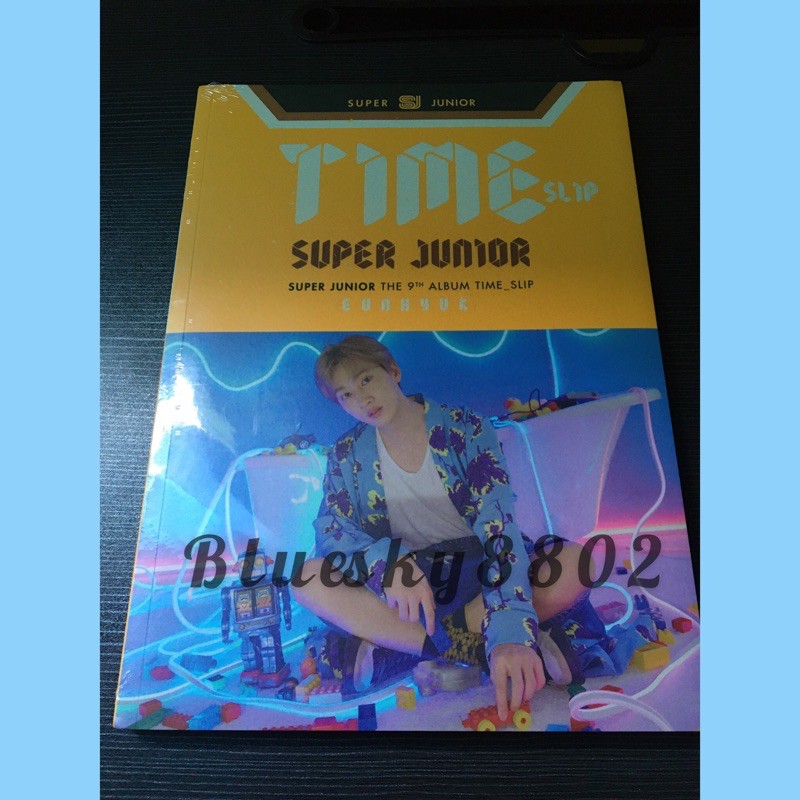 SUPER SJ JUNIOR
TIME
SLIP
SUPER JUNIOR
SUPER JUNIOR THE 9TH ALBUM TIME_SLIP
EUNHYUK
Bluesky8802